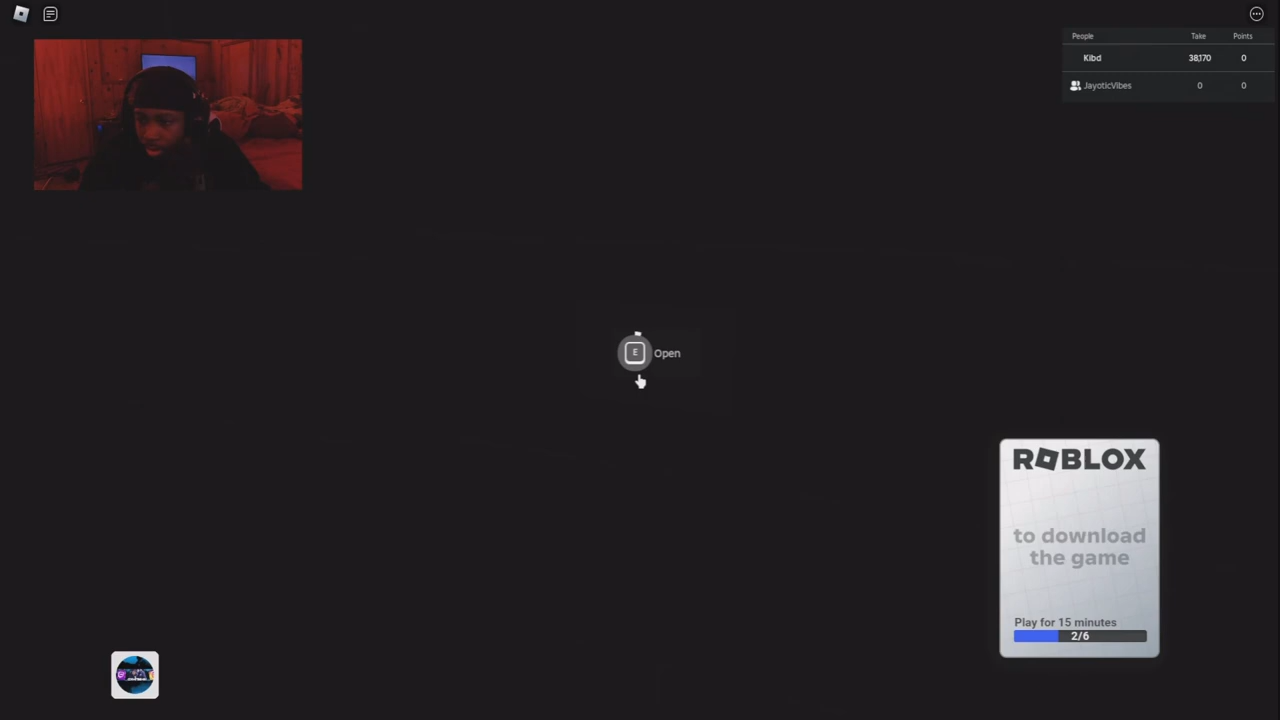 People Take Points
Kibd 38,170 0
JayoticVibes 0 0
E Open
ROBLOX
to download
the game
Play for 15 minutes
2/6